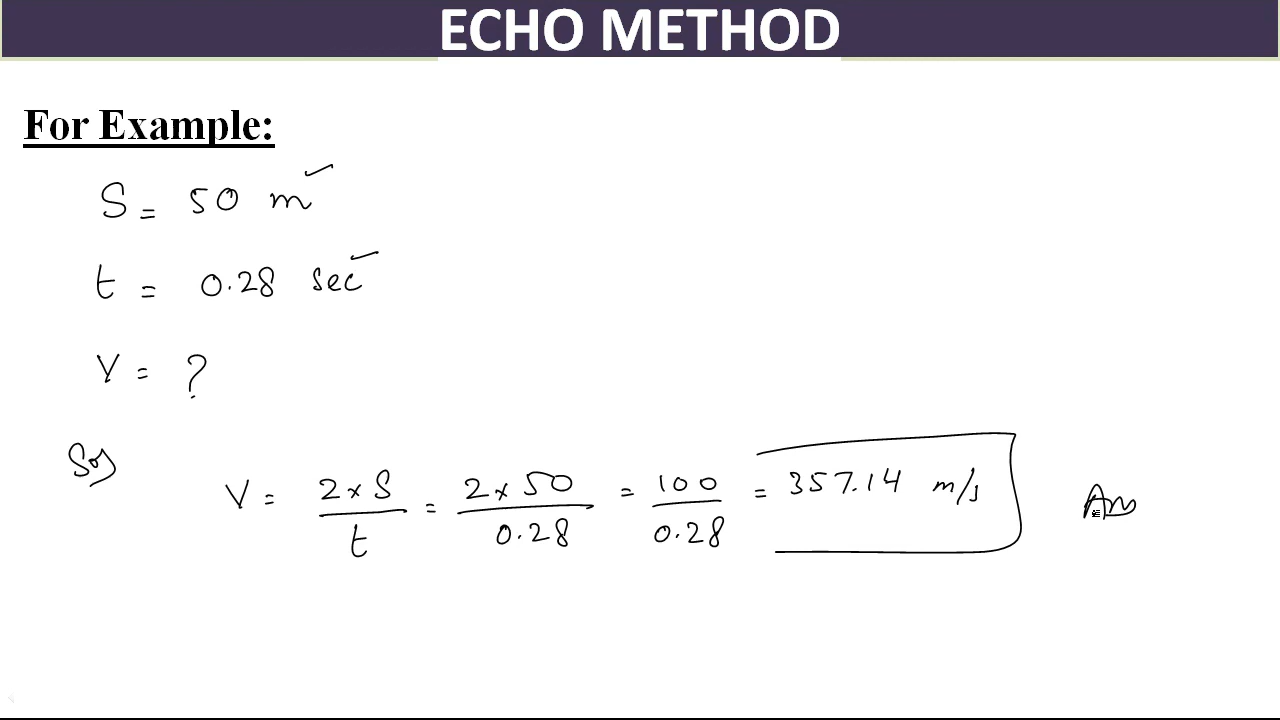 ECHO METHOD
For Example:
S = 50 m
t = 0.28 sec
V = ?
Sol
V = 2 × S / t = 2 × 50 / 0.28 = 100 / 0.28 = 357.14 m/s Ans